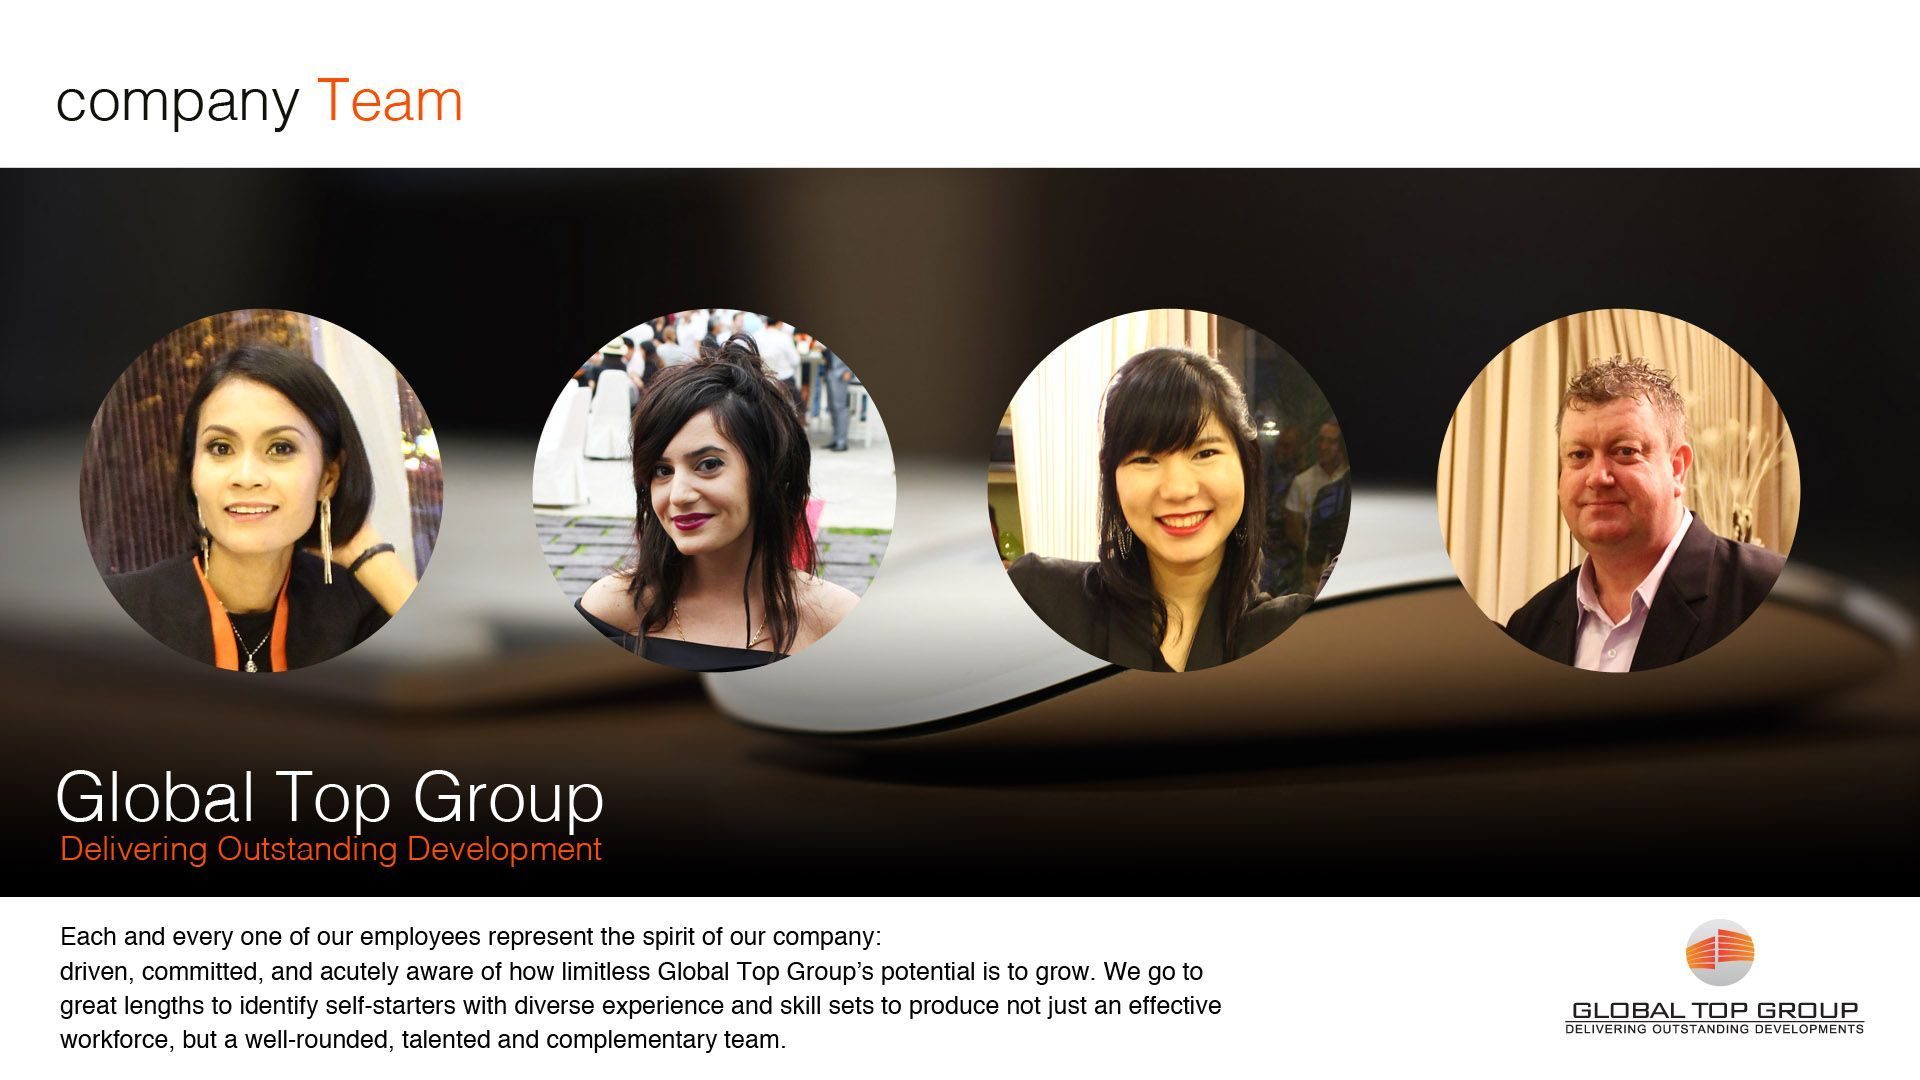 company Team
Global Top Group
Delivering Outstanding Development
Each and every one of our employees represent the spirit of our company:
driven, committed, and acutely aware of how limitless Global Top Group's potential is to grow. We go to
great lengths to identify self-starters with diverse experience and skill sets to produce not just an effective
workforce, but a well-rounded, talented and complementary team.
GLOBAL TOP GROUP
DELIVERING OUTSTANDING DEVELOPMENTS